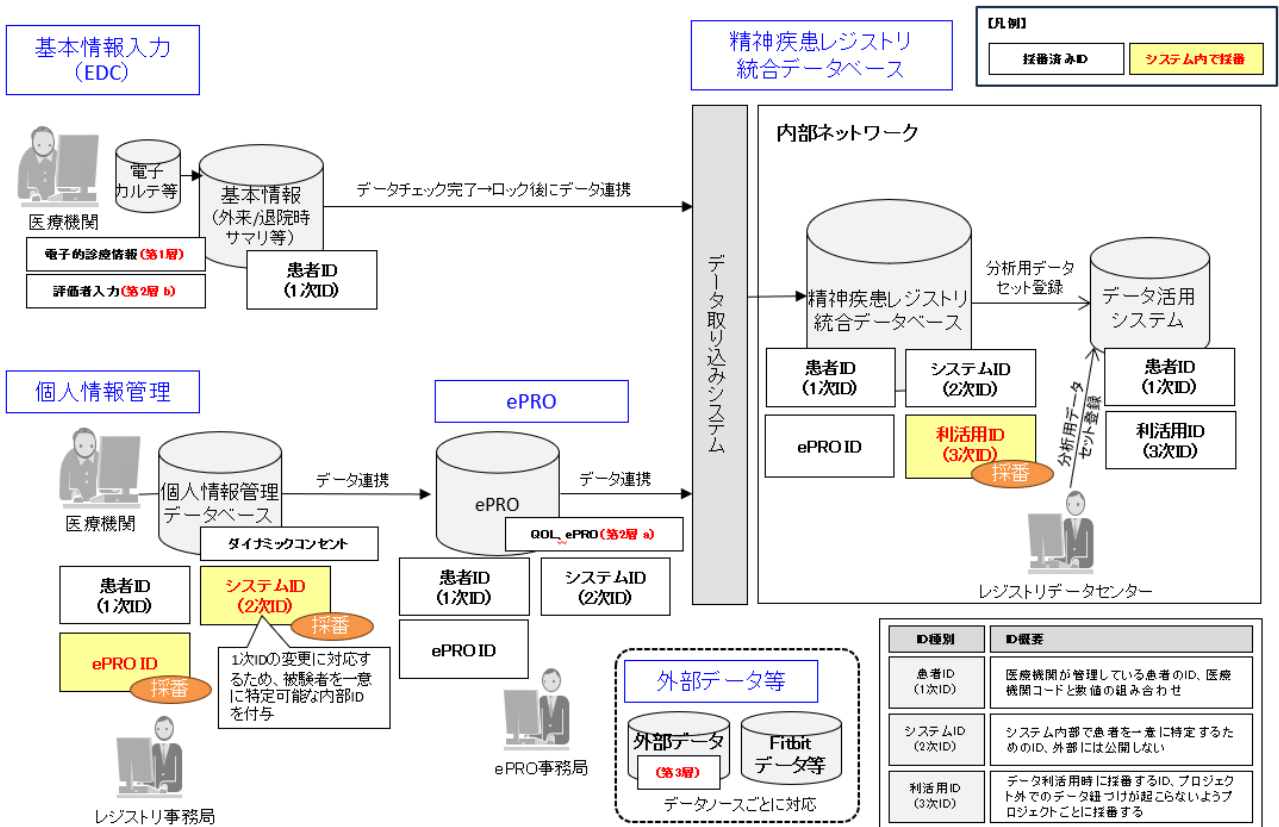 基本情報入力
（EDC）
精神疾患レジストリ
統合データベース
【凡例】
採番済みID
システム内で採番
医療機関
電子
カルテ等
基本情報
（外来/退院時
サマリ等）
データチェック完了→ロック後にデータ連携
電子的診療情報(第1層)
評価者入力(第2層 b)
患者ID
(1次ID)
データ取り込みシステム
内部ネットワーク
精神疾患レジストリ
統合データベース
分析用データ
セット登録
データ活用
システム
患者ID
(1次ID)
システムID
(2次ID)
ePRO ID
利活用ID
(3次ID)
採番
患者ID
(1次ID)
利活用ID
(3次ID)
分析用データ
セット登録
レジストリデータセンター
個人情報管理
ePRO
医療機関
個人情報管理
データベース
データ連携
ePRO
データ連携
ダイナミックコンセント
QOL、ePRO(第2層 a)
患者ID
(1次ID)
システムID
(2次ID)
採番
ePRO ID
採番
1次IDの変更に対応す
るため、被験者を一意
に特定可能な内部ID
を付与
レジストリ事務局
患者ID
(1次ID)
システムID
(2次ID)
ePRO ID
ePRO事務局
外部データ等
外部データ
(第3層)
Fitbit
データ等
データソースごとに対応
ID種別
ID概要
患者ID
(1次ID)
医療機関が管理している患者のID、医療
機関コードと数値の組み合わせ
システムID
(2次ID)
システム内部で患者を一意に特定するた
めのID、外部には公開しない
利活用ID
(3次ID)
データ利活用時に採番するID、プロジェク
ト外でのデータ紐づけが起こらないようプ
ロジェクトごとに採番する